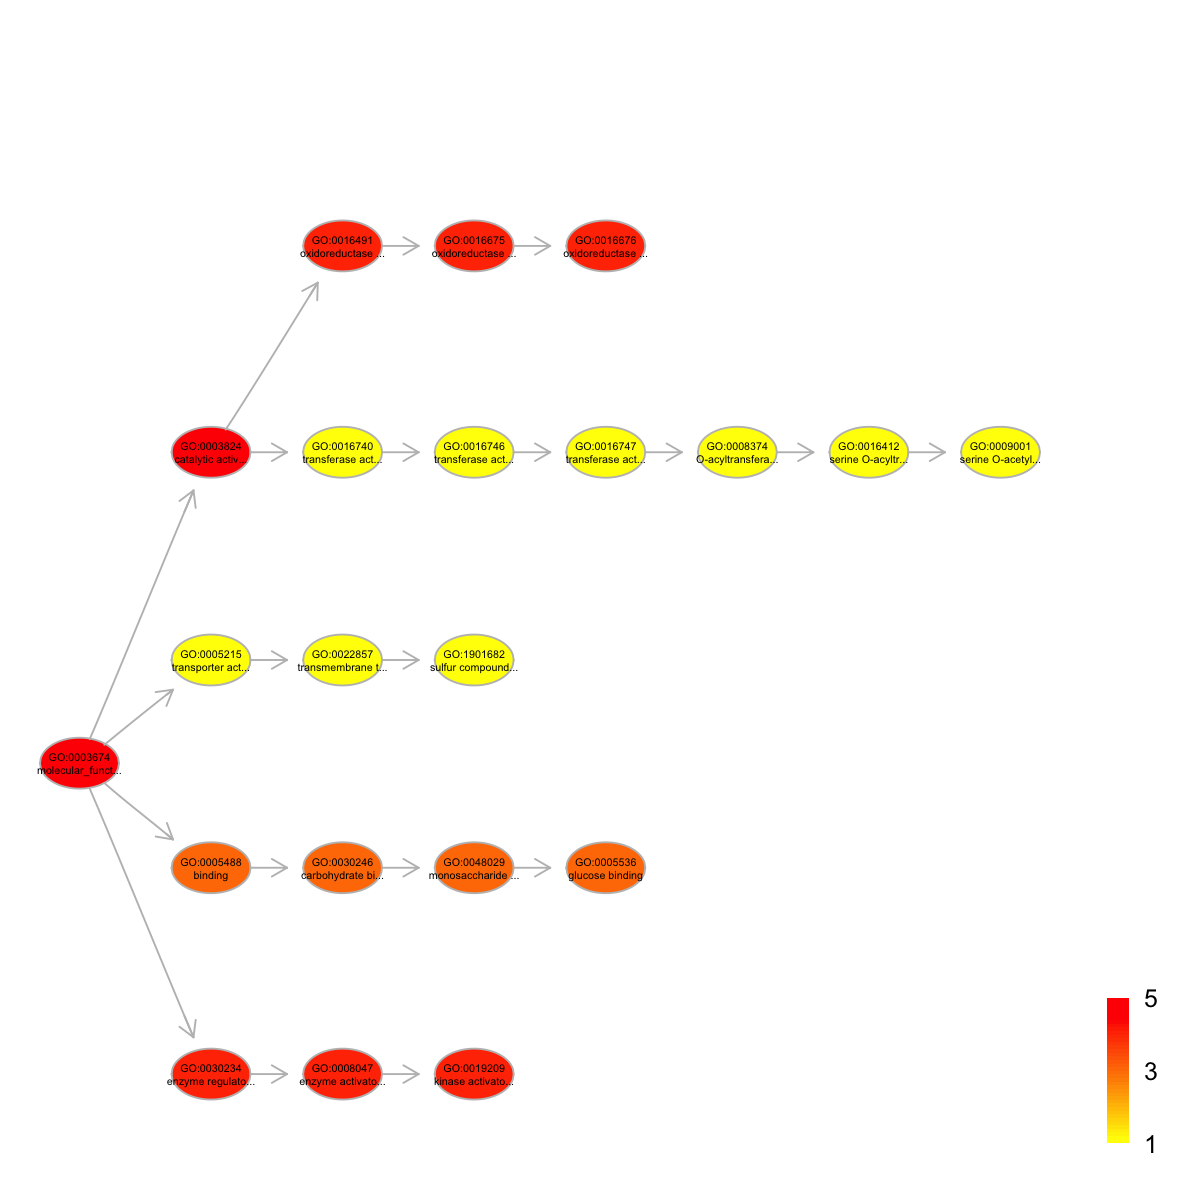 GO:0016491
oxidoreductase ...
GO:0016675
oxidoreductase ...
GO:0016676
oxidoreductase ...
GO:0003824
catalytic activ...
GO:0016740
transferase act...
GO:0016746
transferase act...
GO:0016747
transferase act...
GO:0008374
O-acyltransfera...
GO:0016412
serine O-acyltr...
GO:0009001
serine O-acetyl...
GO:0005215
transporter act...
GO:0022857
transmembrane t...
GO:1901682
sulfur compound...
GO:0003674
molecular_funct...
GO:0005488
binding
GO:0030246
carbohydrate bi...
GO:0048029
monosaccharide ...
GO:0005536
glucose binding
GO:0030234
enzyme regulato...
GO:0008047
enzyme activato...
GO:0019209
kinase activato...
5
3
1